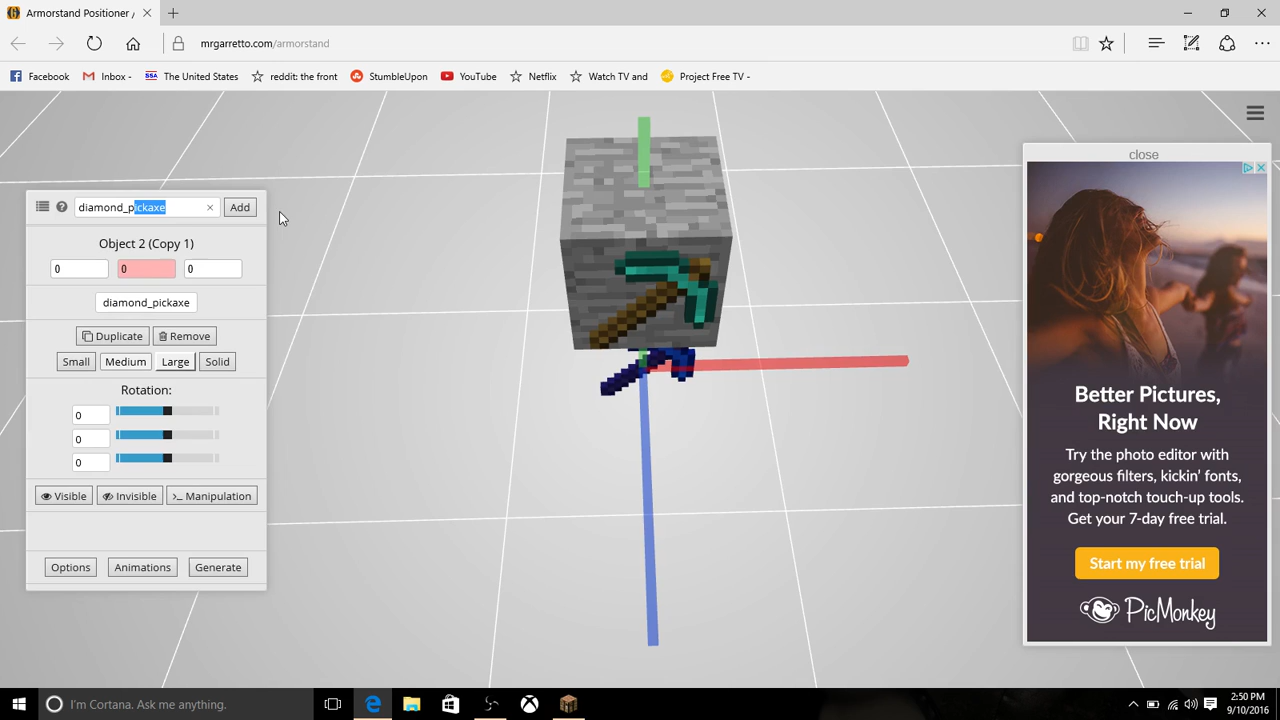 Armorstand Positioner /
mrgarretto.com/armorstand
Facebook
Inbox -
SSA
The United States
reddit: the front
StumbleUpon
YouTube
Netflix
Watch TV and
Project Free TV -
diamond_pickaxe
Add
Object 2 (Copy 1)
0
0
0
diamond_pickaxe
Duplicate
Remove
Small
Medium
Large
Solid
Rotation:
0
0
0
Visible
Invisible
Manipulation
Options
Animations
Generate
close
Better Pictures,
Right Now
Try the photo editor with
gorgeous filters, kickin' fonts,
and top-notch touch-up tools.
Get your 7-day free trial.
Start my free trial
PicMonkey
I'm Cortana. Ask me anything.
2:50 PM
9/10/2016